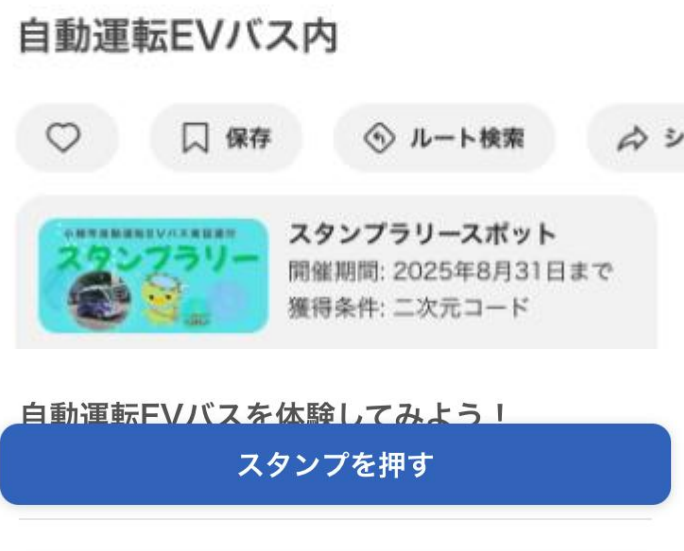 自動運転EVバス内
保存
ルート検索
シ
スタンプラリー
スタンプラリースポット
開催期間: 2025年8月31日まで
獲得条件: 二次元コード
自動運転EVバスを体験してみよう！
スタンプを押す